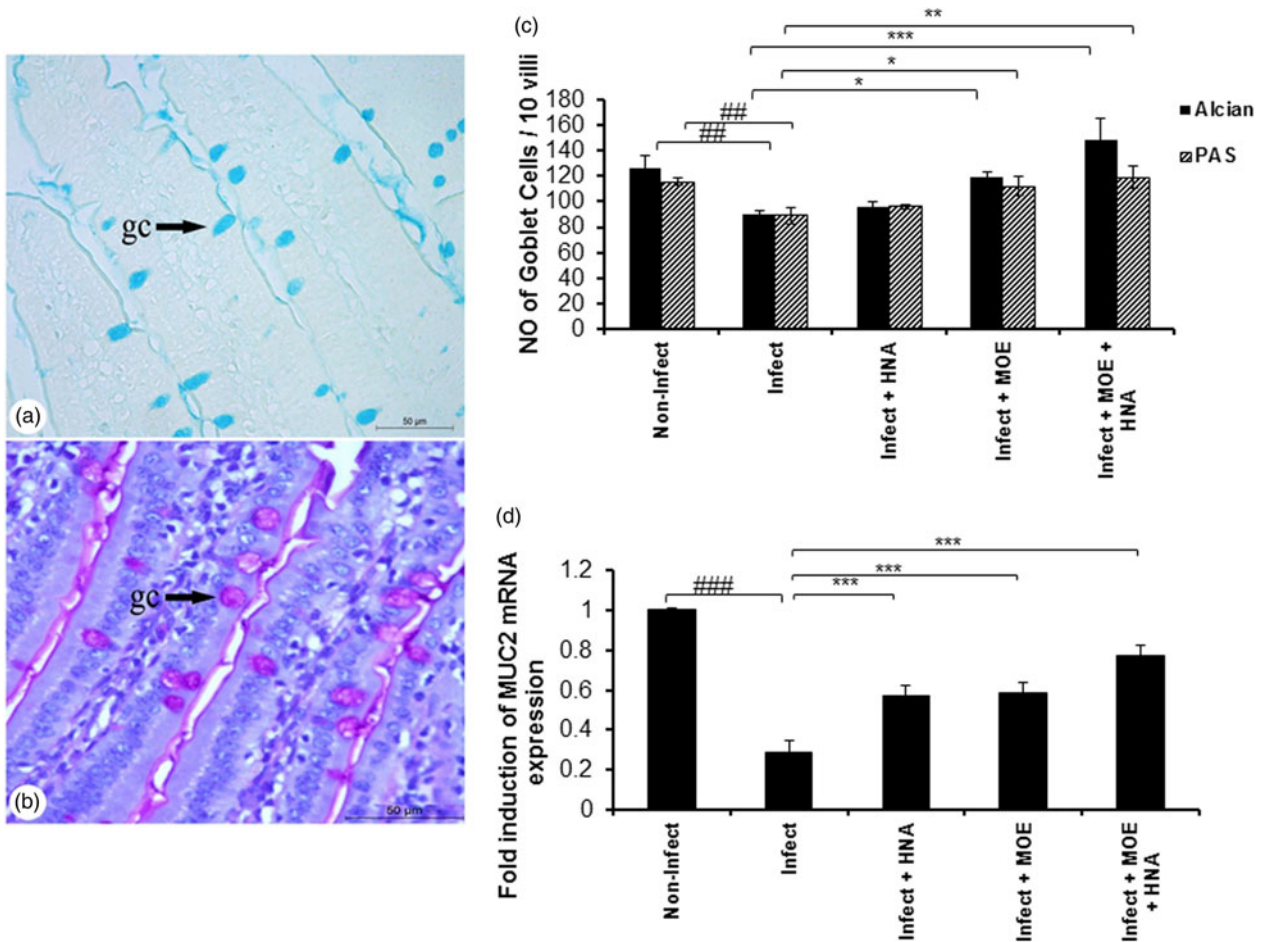 (a)
gc
50 µm
(b)
gc
50 µm
(c)
**
***
*
*
##
##
NO of Goblet Cells / 10 villi
180
160
140
120
100
80
60
40
20
0
Alcian
PAS
Non-Infect
Infect
Infect + HNA
Infect + MOE
Infect + MOE +
HNA
(d)
***
***
***
###
Fold induction of MUC2 mRNA
expression
1.2
1
0.8
0.6
0.4
0.2
0
Non-Infect
Infect
Infect + HNA
Infect + MOE
Infect + MOE
+ HNA